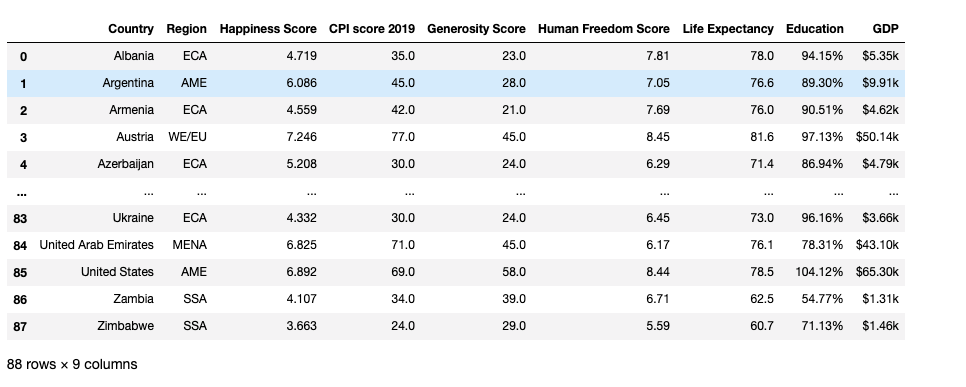 Country Region Happiness Score CPI score 2019 Generosity Score Human Freedom Score Life Expectancy Education GDP
0 Albania ECA 4.719 35.0 23.0 7.81 78.0 94.15% $5.35k
1 Argentina AME 6.086 45.0 28.0 7.05 76.6 89.30% $9.91k
2 Armenia ECA 4.559 42.0 21.0 7.69 76.0 90.51% $4.62k
3 Austria WE/EU 7.246 77.0 45.0 8.45 81.6 97.13% $50.14k
4 Azerbaijan ECA 5.208 30.0 24.0 6.29 71.4 86.94% $4.79k
... ... ... ... ... ... ... ... ... ...
83 Ukraine ECA 4.332 30.0 24.0 6.45 73.0 96.16% $3.66k
84 United Arab Emirates MENA 6.825 71.0 45.0 6.17 76.1 78.31% $43.10k
85 United States AME 6.892 69.0 58.0 8.44 78.5 104.12% $65.30k
86 Zambia SSA 4.107 34.0 39.0 6.71 62.5 54.77% $1.31k
87 Zimbabwe SSA 3.663 24.0 29.0 5.59 60.7 71.13% $1.46k
88 rows × 9 columns